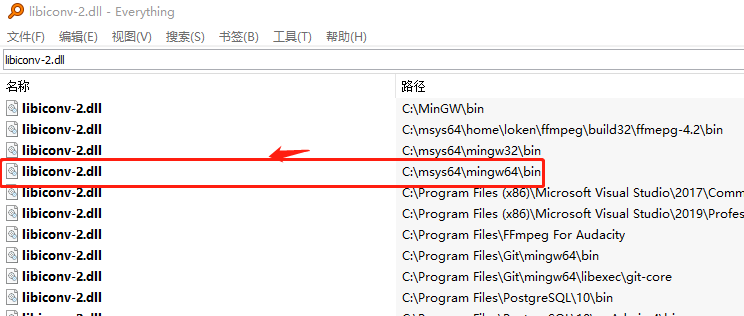 libiconv-2.dll - Everything
文件(F) 编辑(E) 视图(V) 搜索(S) 书签(B) 工具(T) 帮助(H)
libiconv-2.dll
名称 路径
libiconv-2.dll C:\MinGW\bin
libiconv-2.dll C:\msys64\home\loken\ffmpeg\build32\ffmepg-4.2\bin
libiconv-2.dll C:\msys64\mingw32\bin
libiconv-2.dll C:\msys64\mingw64\bin
libiconv-2.dll C:\Program Files (x86)\Microsoft Visual Studio\2017\Comm
libiconv-2.dll C:\Program Files (x86)\Microsoft Visual Studio\2019\Profes
libiconv-2.dll C:\Program Files\FFmpeg For Audacity
libiconv-2.dll C:\Program Files\Git\mingw64\bin
libiconv-2.dll C:\Program Files\Git\mingw64\libexec\git-core
libiconv-2.dll C:\Program Files\PostgreSQL\10\bin
libiconv-2.dll